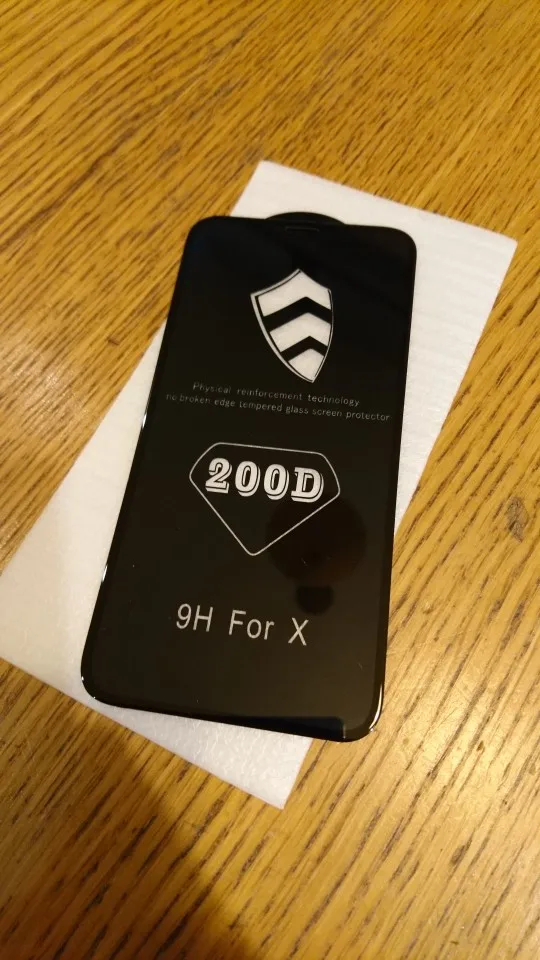 Physical reinforcement technology
no broken edge tempered glass screen protector
200D
9H For X